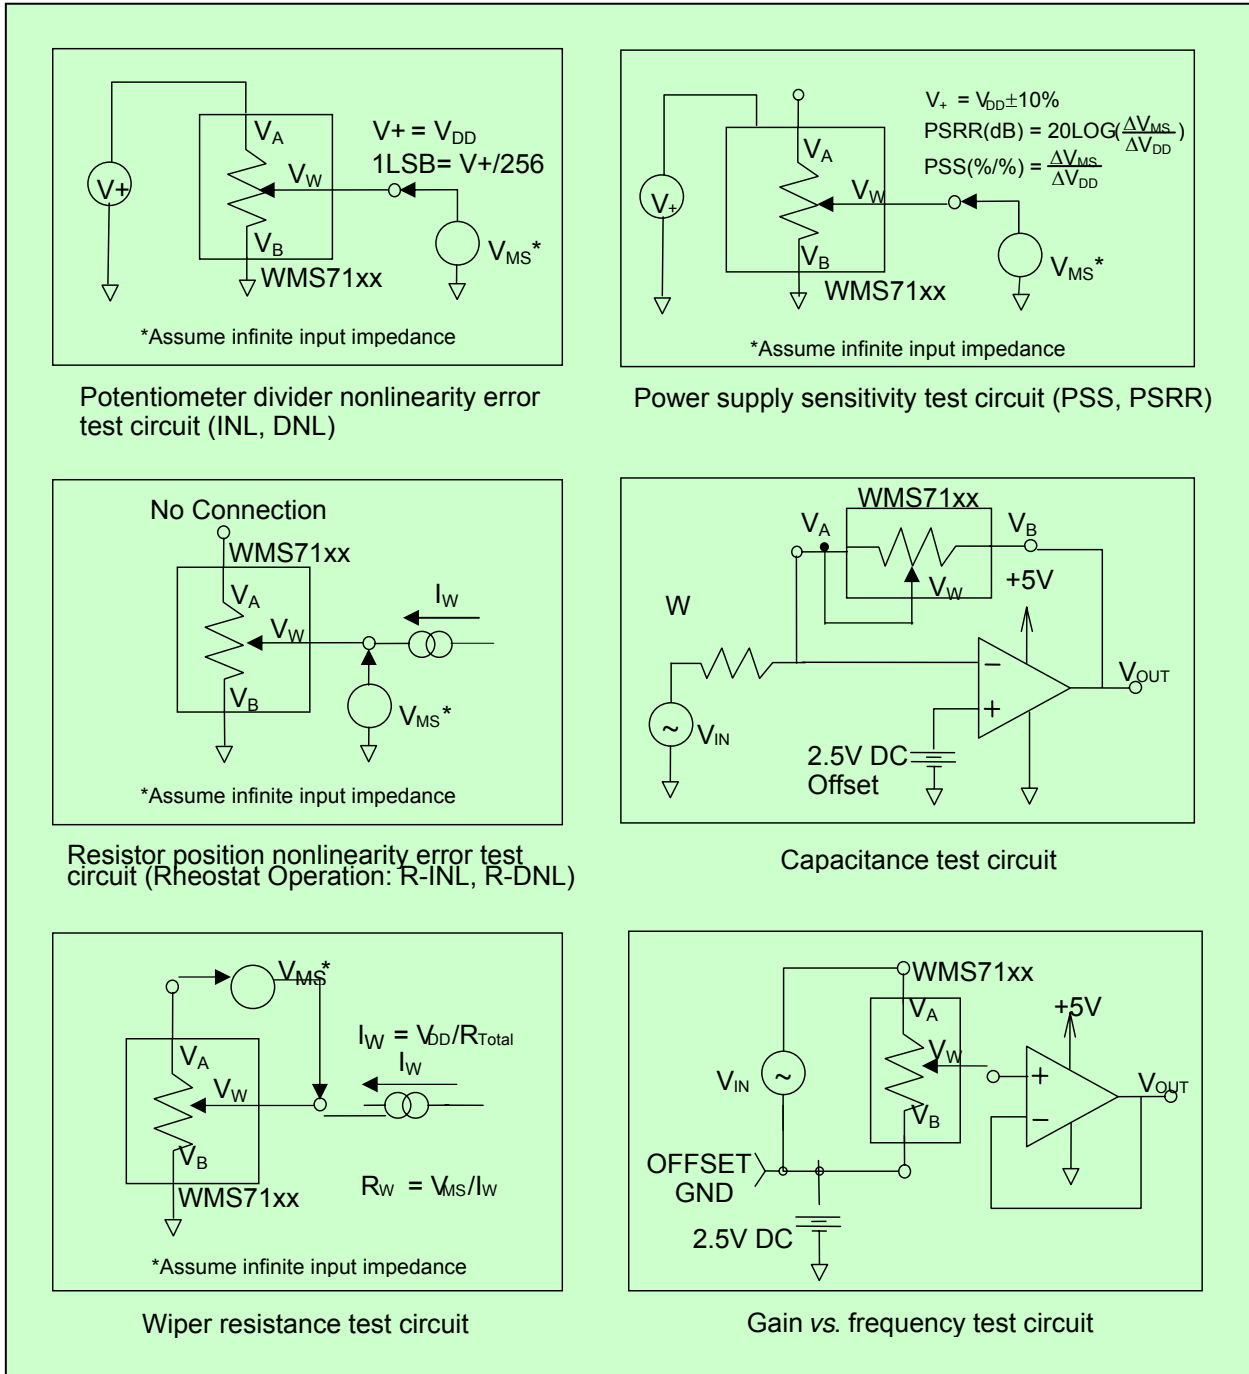 V+ = VDD
1LSB= V+/256
VA
V+
VW
VB
VMS*
WMS71xx
*Assume infinite input impedance
Potentiometer divider nonlinearity error
test circuit (INL, DNL)
V+ = VDD±10%
PSRR(dB) = 20LOG(ΔVMS/ΔVDD)
PSS(%/%) = ΔVMS/ΔVDD
VA
V+
VW
VB
VMS*
WMS71xx
*Assume infinite input impedance
Power supply sensitivity test circuit (PSS, PSRR)
No Connection
WMS71xx
VA
IW
VW
VB
VMS*
*Assume infinite input impedance
Resistor position nonlinearity error test
circuit (Rheostat Operation: R-INL, R-DNL)
WMS71xx
VA
VB
VW
+5V
W
−
VOUT
+
~
VIN
2.5V DC
Offset
Capacitance test circuit
VMS*
IW = VDD/RTotal
VA
IW
VW
VB
RW = VMS/IW
WMS71xx
*Assume infinite input impedance
Wiper resistance test circuit
WMS71xx
VA
+5V
VW
VIN
~
+
VOUT
VB
−
OFFSET
GND
2.5V DC
Gain vs. frequency test circuit